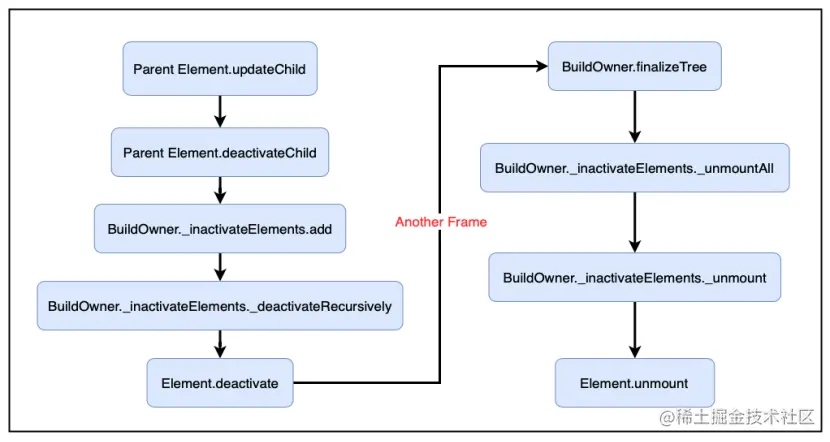 Parent Element.updateChild
Parent Element.deactivateChild
BuildOwner._inactivateElements.add
BuildOwner._inactivateElements._deactivateRecursively
Element.deactivate
Another Frame
BuildOwner.finalizeTree
BuildOwner._inactivateElements._unmountAll
BuildOwner._inactivateElements._unmount
Element.unmount
@稀土掘金技术社区